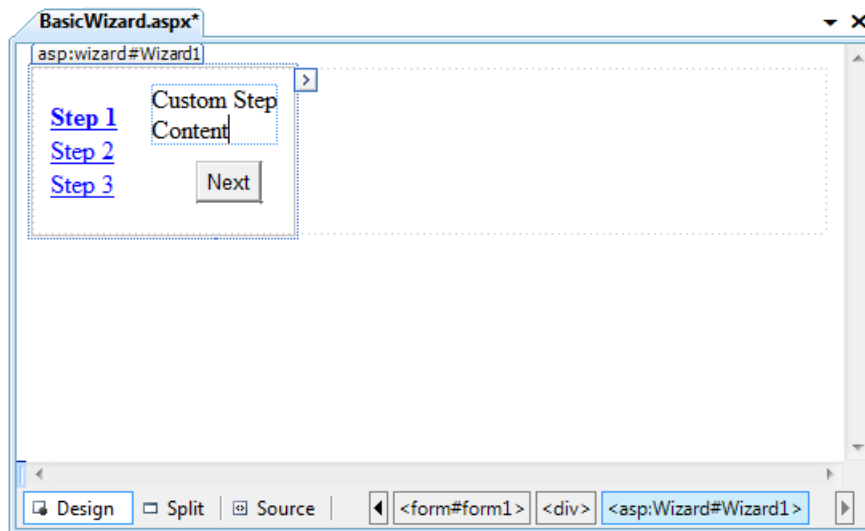 BasicWizard.aspx*
asp:wizard#Wizard1
Custom Step
Content
Step 1
Step 2
Step 3
Next
Design Split Source <form#form1> <div> <asp:Wizard#Wizard1>